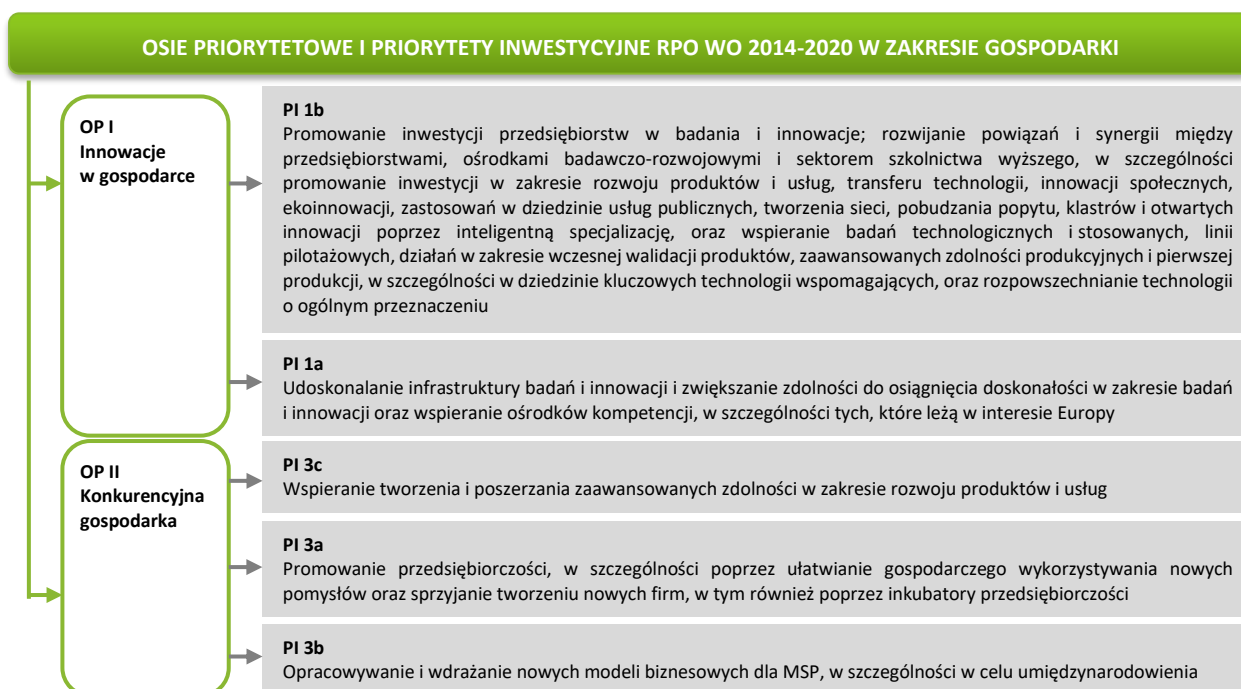 OSIE PRIORYTETOWE I PRIORYTETY INWESTYCYJNE RPO WO 2014-2020 W ZAKRESIE GOSPODARKI
OP I
Innowacje
w gospodarce
PI 1b
Promowanie inwestycji przedsiębiorstw w badania i innowacje; rozwijanie powiązań i synergii między
przedsiębiorstwami, ośrodkami badawczo-rozwojowymi i sektorem szkolnictwa wyższego, w szczególności
promowanie inwestycji w zakresie rozwoju produktów i usług, transferu technologii, innowacji społecznych,
ekoinnowacji, zastosowań w dziedzinie usług publicznych, tworzenia sieci, pobudzania popytu, klastrów i otwartych
innowacji poprzez inteligentną specjalizację, oraz wspieranie badań technologicznych i stosowanych, linii
pilotażowych, działań w zakresie wczesnej walidacji produktów, zaawansowanych zdolności produkcyjnych i pierwszej
produkcji, w szczególności w dziedzinie kluczowych technologii wspomagających, oraz rozpowszechnianie technologii
o ogólnym przeznaczeniu
PI 1a
Udoskonalanie infrastruktury badań i innowacji i zwiększanie zdolności do osiągnięcia doskonałości w zakresie badań
i innowacji oraz wspieranie ośrodków kompetencji, w szczególności tych, które leżą w interesie Europy
OP II
Konkurencyjna
gospodarka
PI 3c
Wspieranie tworzenia i poszerzania zaawansowanych zdolności w zakresie rozwoju produktów i usług
PI 3a
Promowanie przedsiębiorczości, w szczególności poprzez ułatwianie gospodarczego wykorzystywania nowych
pomysłów oraz sprzyjanie tworzeniu nowych firm, w tym również poprzez inkubatory przedsiębiorczości
PI 3b
Opracowywanie i wdrażanie nowych modeli biznesowych dla MSP, w szczególności w celu umiędzynarodowienia